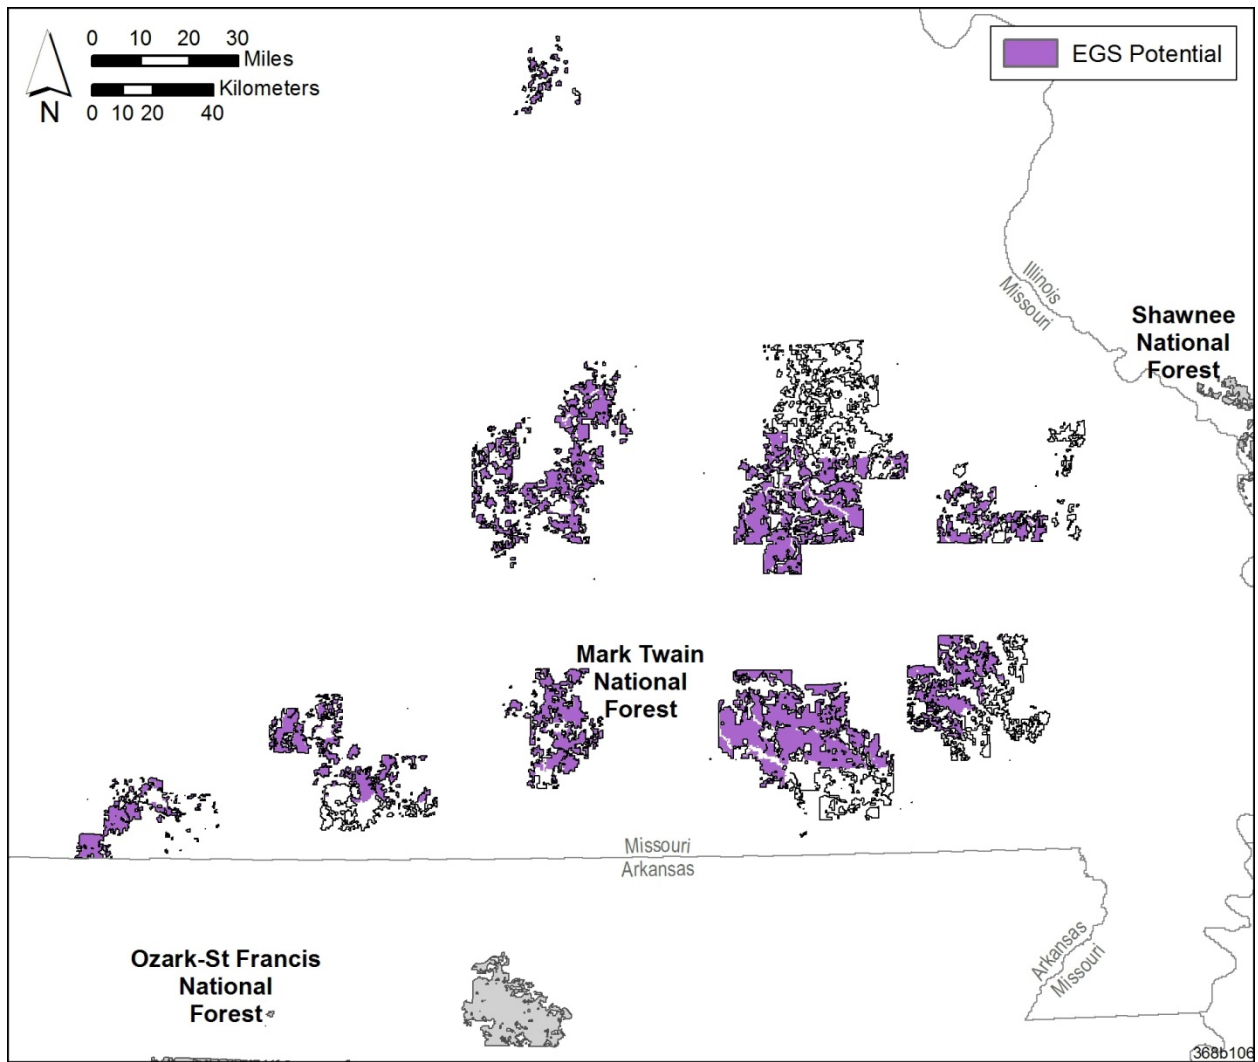 0 10 20 30
Miles
Kilometers
0 10 20 40
N
EGS Potential
Illinois
Missouri
Shawnee
National
Forest
Mark Twain
National
Forest
Missouri
Arkansas
Ozark-St Francis
National
Forest
Arkansas
Missouri
368b106